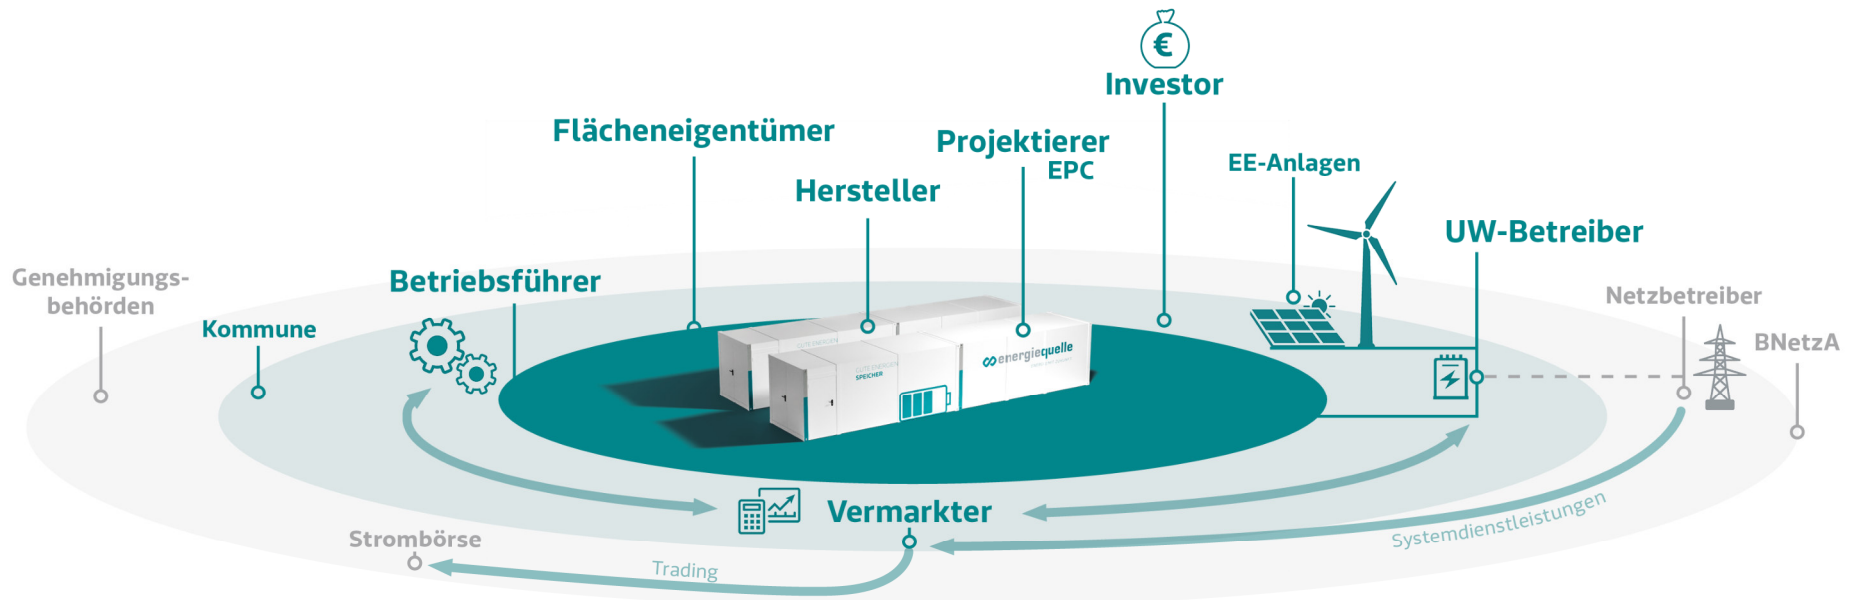 €
Investor
Flächeneigentümer
Projektierer
EPC
EE-Anlagen
Hersteller
UW-Betreiber
Genehmigungs-
behörden
Betriebsführer
Netzbetreiber
Kommune
BNetzA
energiequelle
SPEICHER
Vermarkter
Strombörse
Trading
Systemdienstleistungen